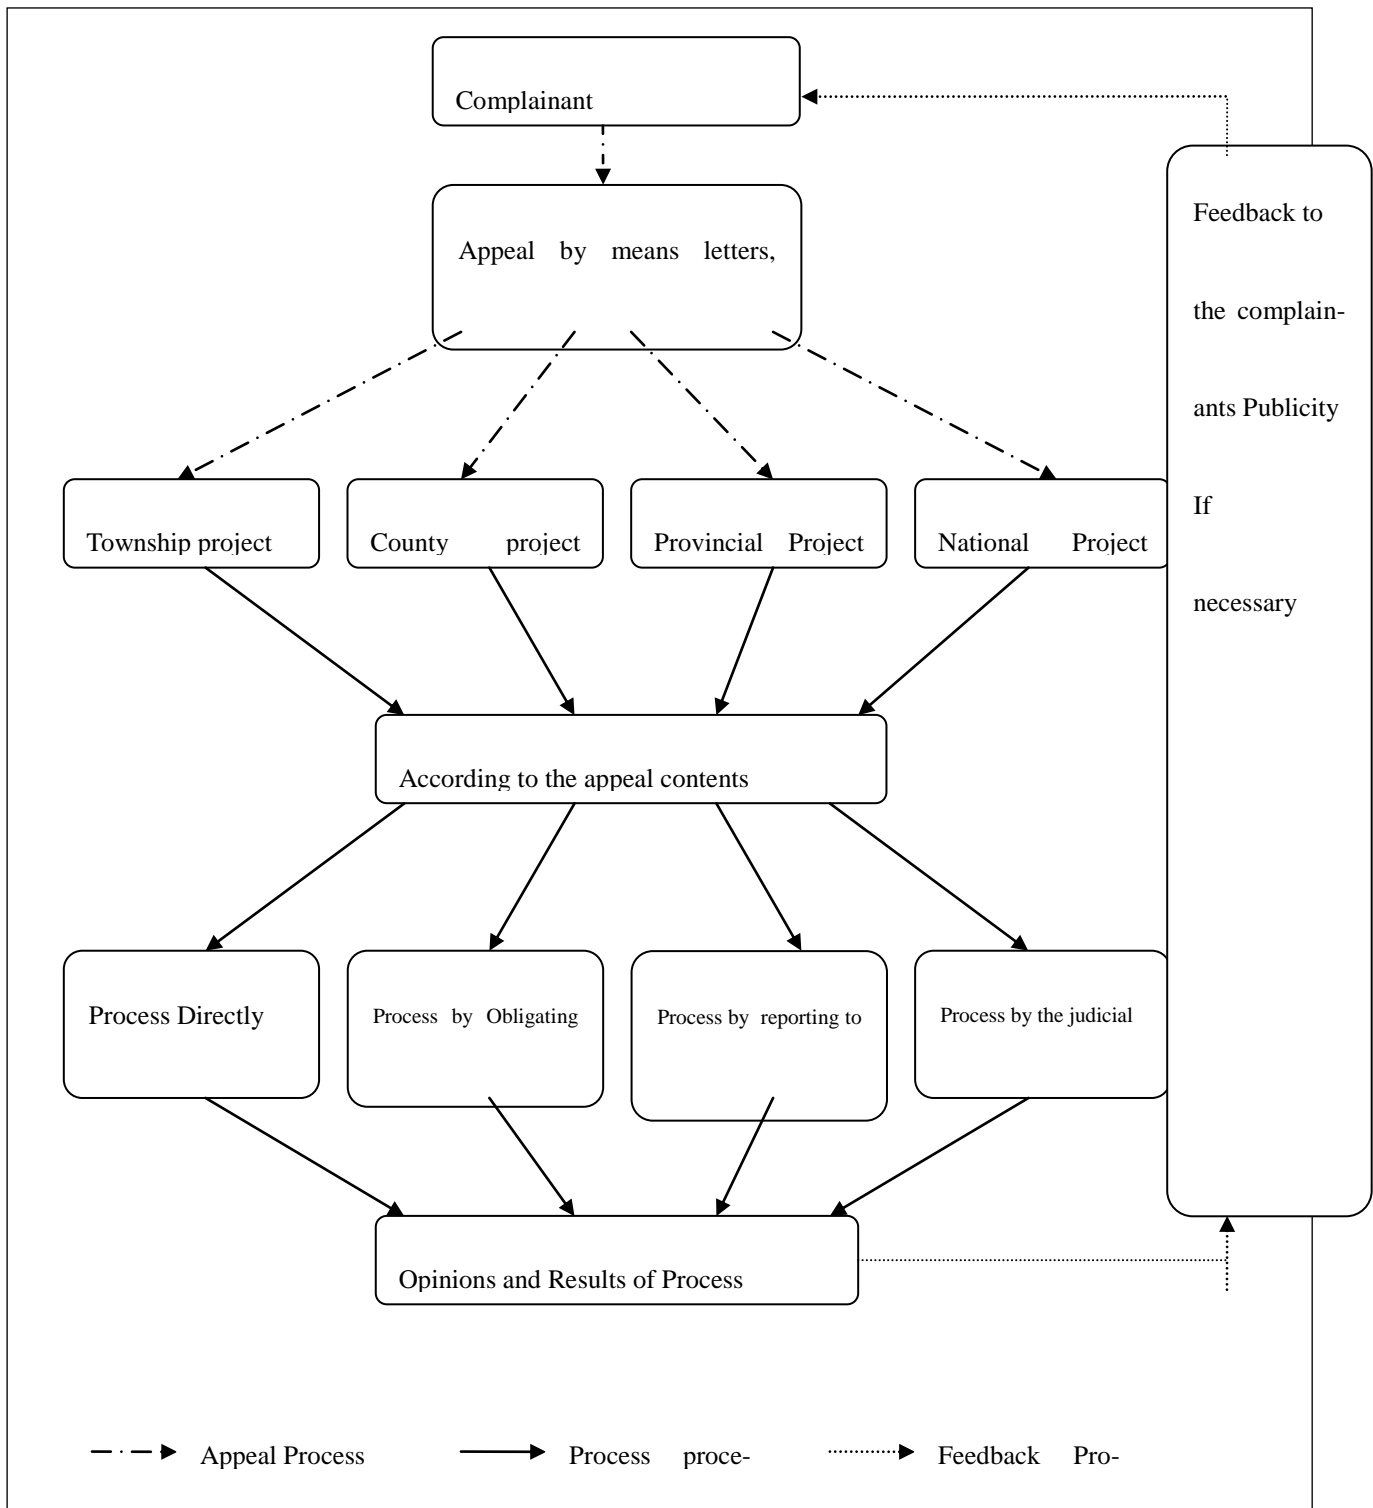 Complainant
Appeal by means letters,
Feedback to
the complain-
ants Publicity
If
necessary
Township project
County project
Provincial Project
National Project
According to the appeal contents
Process Directly
Process by Obligating
Process by reporting to
Process by the judicial
Opinions and Results of Process
Appeal Process
Process proce-
Feedback Pro-